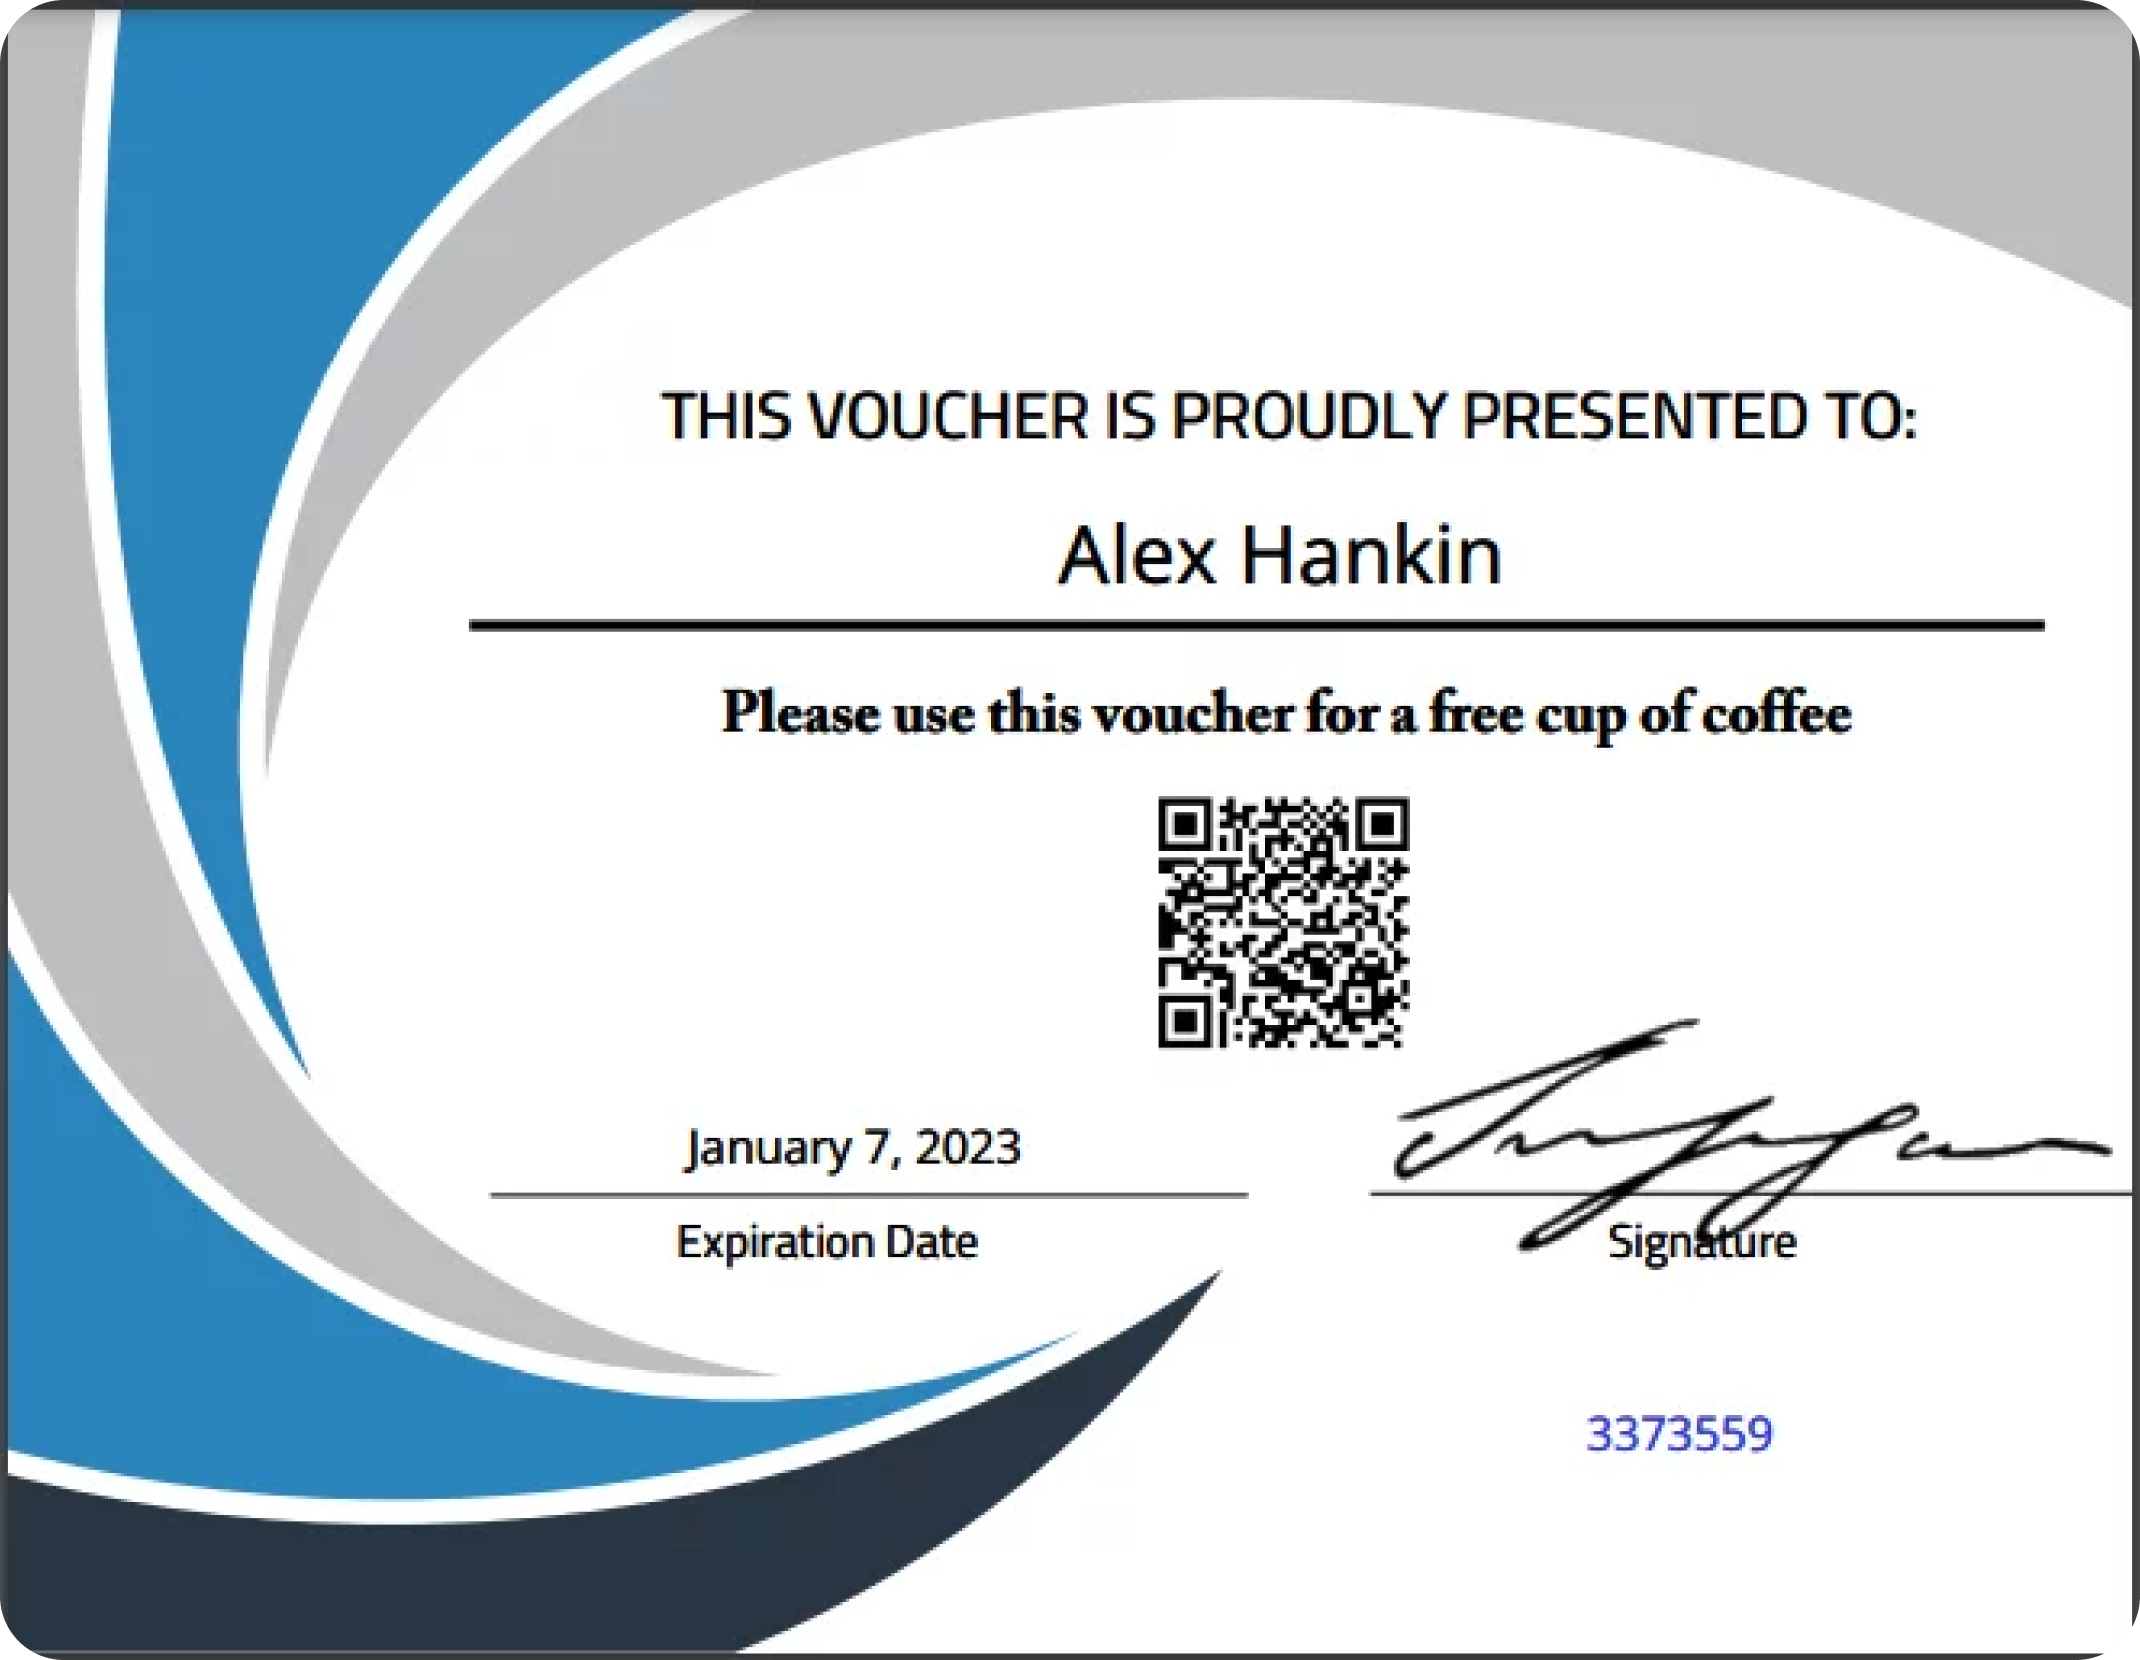 THIS VOUCHER IS PROUDLY PRESENTED TO:
Alex Hankin
Please use this voucher for a free cup of coffee
January 7, 2023
Expiration Date
Signature
3373559